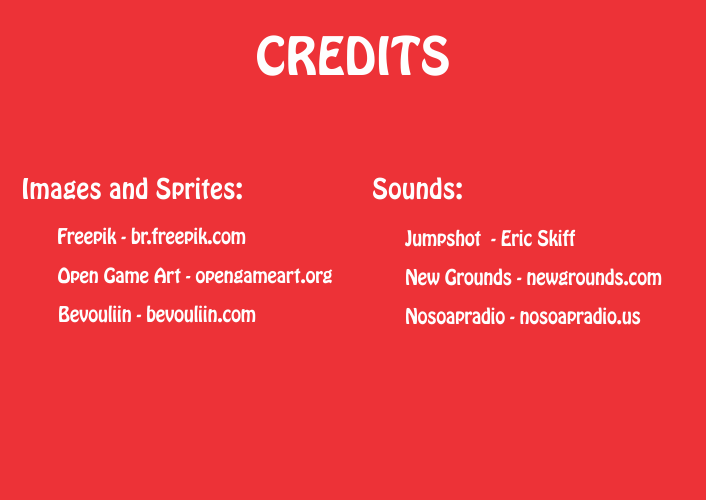 CREDITS
Images and Sprites:
Freepik - br.freepik.com
Open Game Art - opengameart.org
Bevouliin - bevouliin.com
Sounds:
Jumpshot - Eric Skiff
New Grounds - newgrounds.com
Nosoapradio - nosoapradio.us